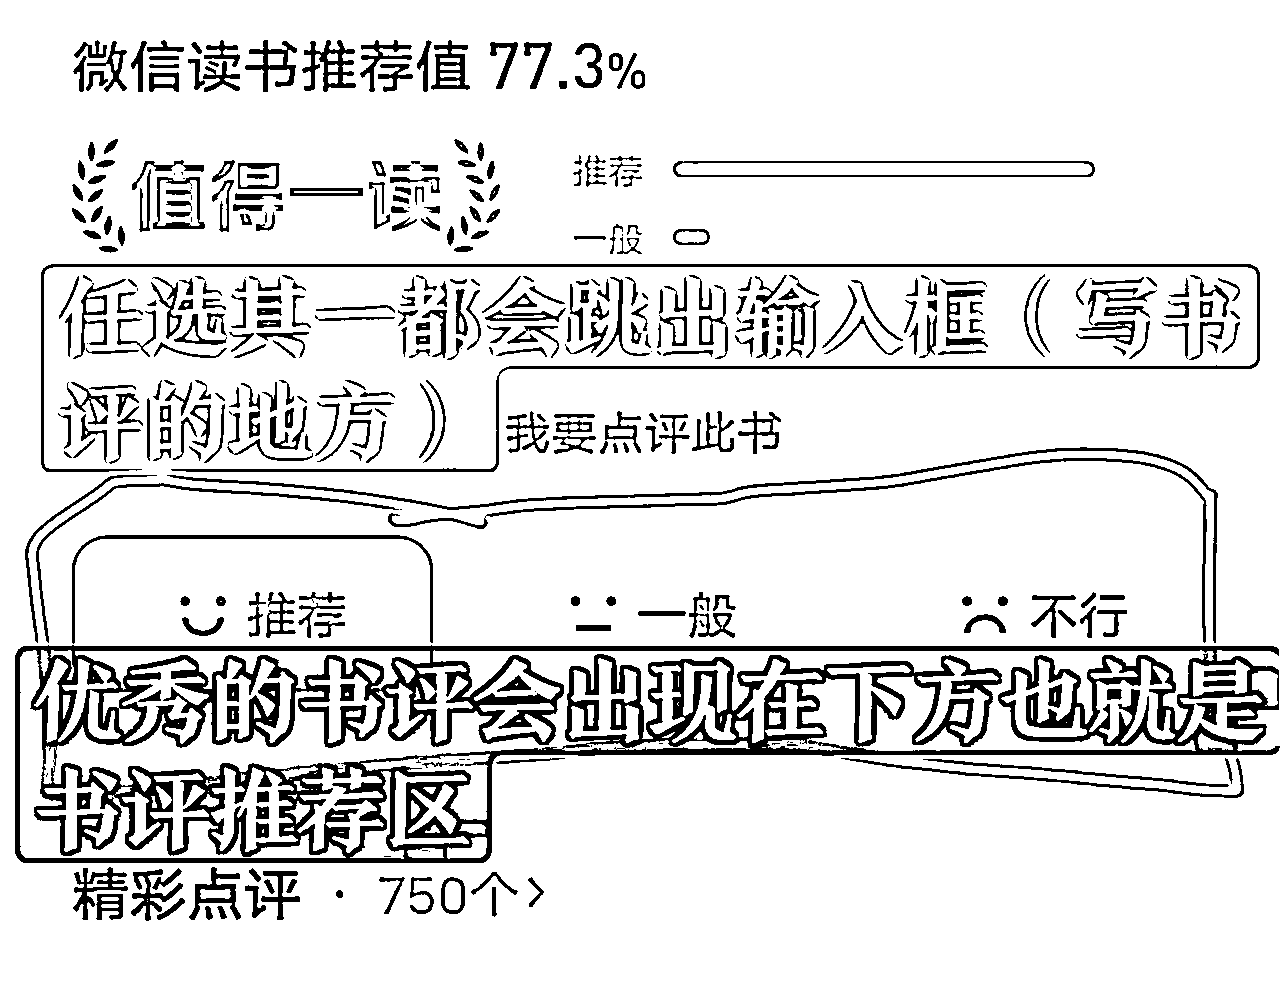 微信读书推荐值 77.3%
值得一读
推荐
一般
任选其一都会跳出输入框（写书
评的地方）
我要点评此书
推荐
一般
不行
优秀的书评会出现在下方也就是
书评推荐区
精彩点评 · 750个>